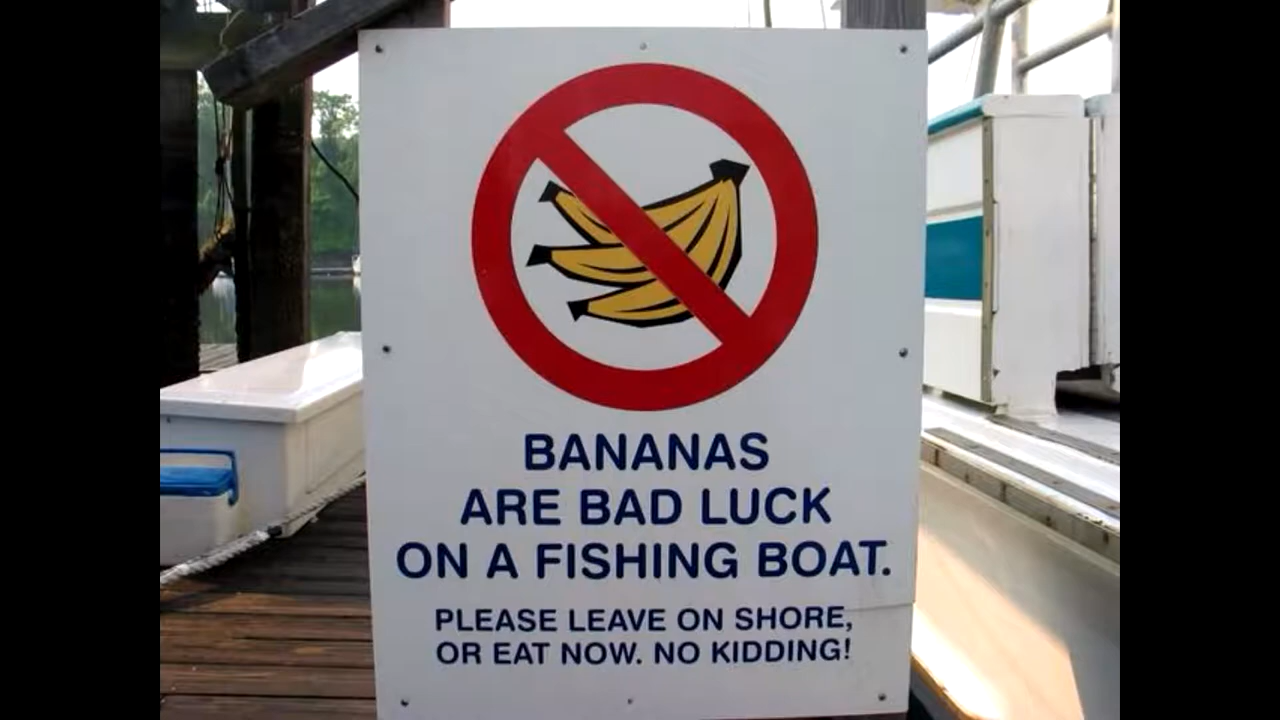 BANANAS
ARE BAD LUCK
ON A FISHING BOAT.
PLEASE LEAVE ON SHORE,
OR EAT NOW. NO KIDDING!